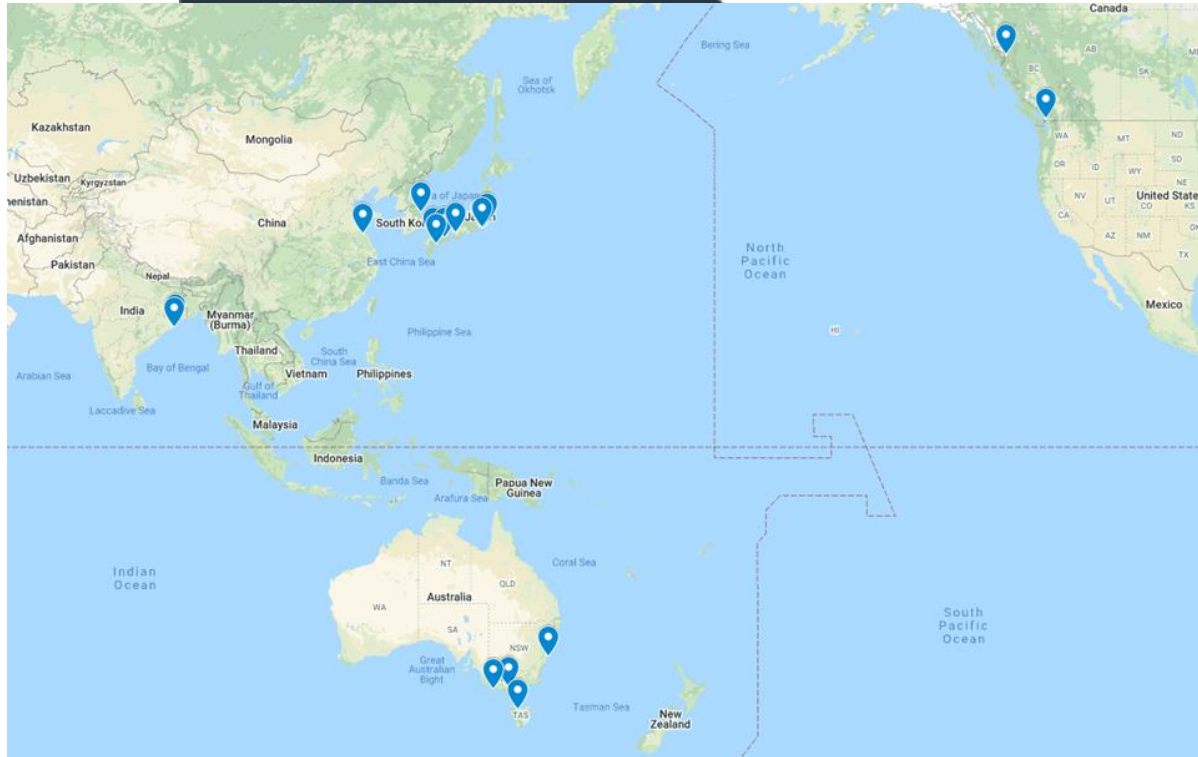 Canada
Bering Sea
Sea of
Okhotsk
AB
BC
SK
Kazakhstan
Mongolia
WA
MT
ND
OR
ID
WY
SD
NE
Uzbekistan
Kyrgyzstan
NV
UT
CO
KS
United State
CA
AZ
NM
China
South Ko
a of Japan
Afghanistan
Pakistan
TX
North
Pacific
Ocean
East China Sea
Nepal
India
Myanmar
(Burma)
Mexico
HI
Philippine Sea
Thailand
South
China Sea
Bay of Bengal
Vietnam
Philippines
Arabian Sea
Gulf of
Thailand
Laccadive Sea
Malaysia
Indonesia
Banda Sea
Papua New
Guinea
Arafura Sea
Coral Sea
Indian
Ocean
NT
QLD
Australia
WA
SA
NSW
South
Pacific
Ocean
Great
Australian
Bight
TAS
Tasman Sea
New
Zealand